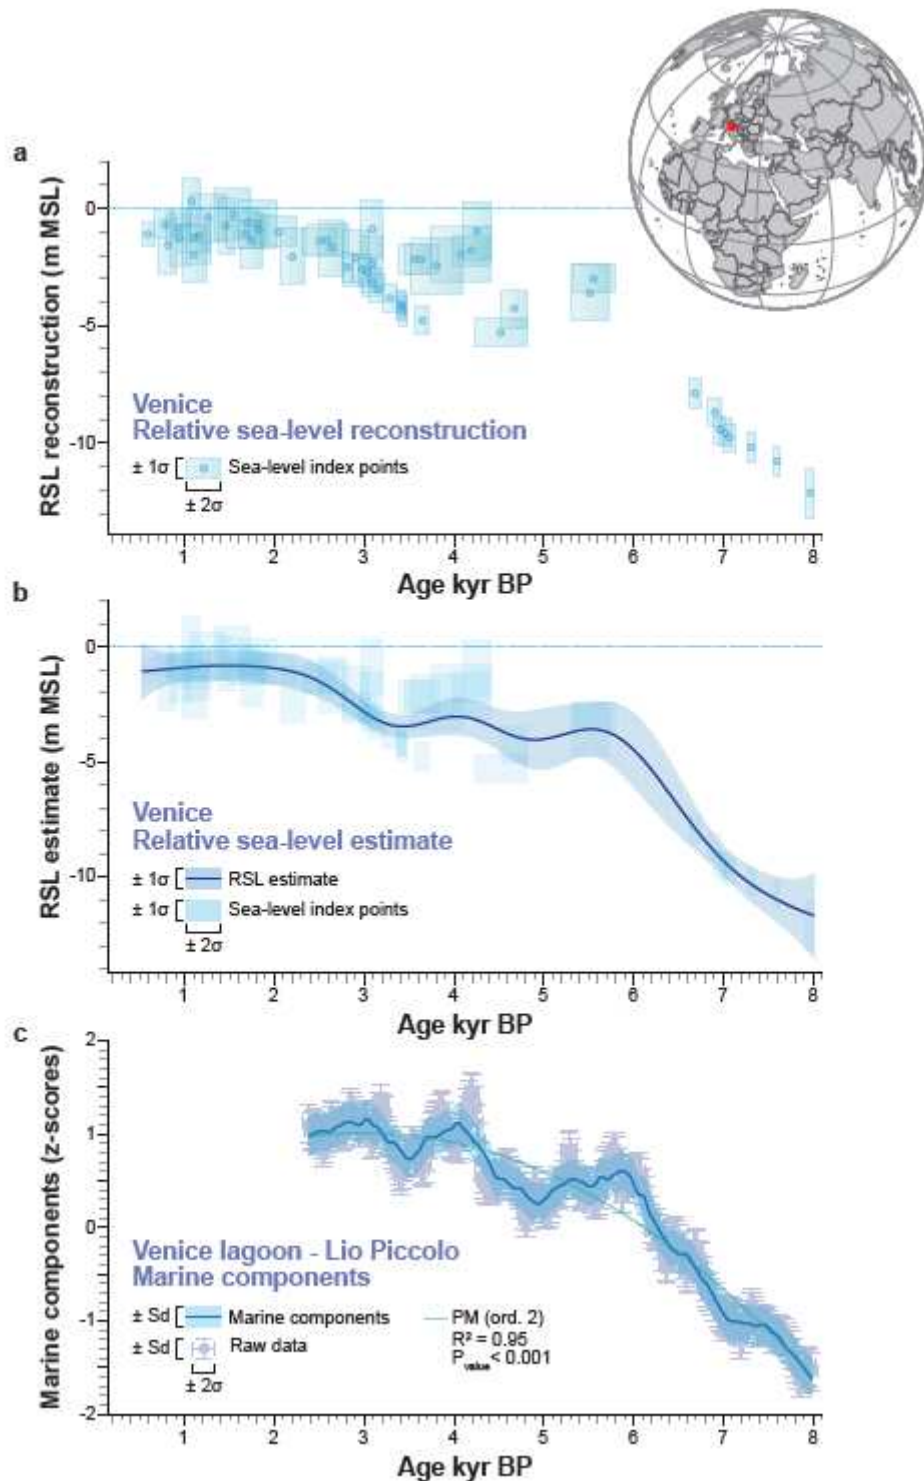 a
RSL reconstruction (m MSL)
0
-5
-10
Venice
Relative sea-level reconstruction
± 1σ Sea-level index points
± 2σ
1 2 3 4 5 6 7 8
Age kyr BP
b
RSL estimate (m MSL)
0
-5
-10
Venice
Relative sea-level estimate
± 1σ RSL estimate
± 1σ Sea-level index points
± 2σ
1 2 3 4 5 6 7 8
Age kyr BP
c
Marine components (z-scores)
2
1
0
-1
-2
Venice lagoon - Lio Piccolo
Marine components
± Sd Marine components PM (ord. 2)
± Sd Raw data R² = 0.95
± 2σ P value < 0.001
1 2 3 4 5 6 7 8
Age kyr BP